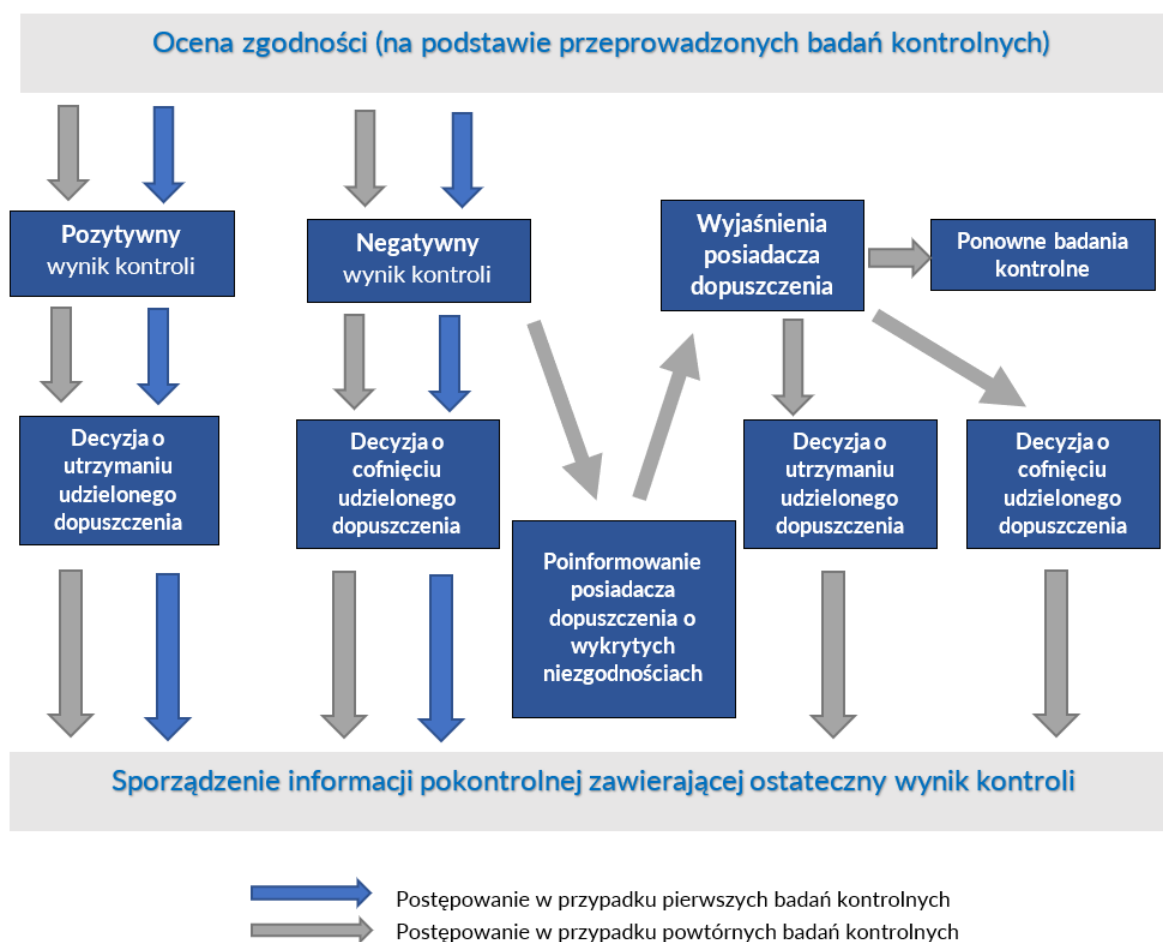 Ocena zgodności (na podstawie przeprowadzonych badań kontrolnych)
Pozytywny
wynik kontroli
Negatywny
wynik kontroli
Wyjaśnienia
posiadacza
dopuszczenia
Ponowne badania
kontrolne
Decyzja o
utrzymaniu
udzielonego
dopuszczenia
Decyzja o
cofnięciu
udzielonego
dopuszczenia
Poinformowanie
posiadacza
dopuszczenia o
wykrytych
niezgodnościach
Decyzja o
utrzymaniu
udzielonego
dopuszczenia
Decyzja o
cofnięciu
udzielonego
dopuszczenia
Sporządzenie informacji pokontrolnej zawierającej ostateczny wynik kontroli
Postępowanie w przypadku pierwszych badań kontrolnych
Postępowanie w przypadku powtórnych badań kontrolnych